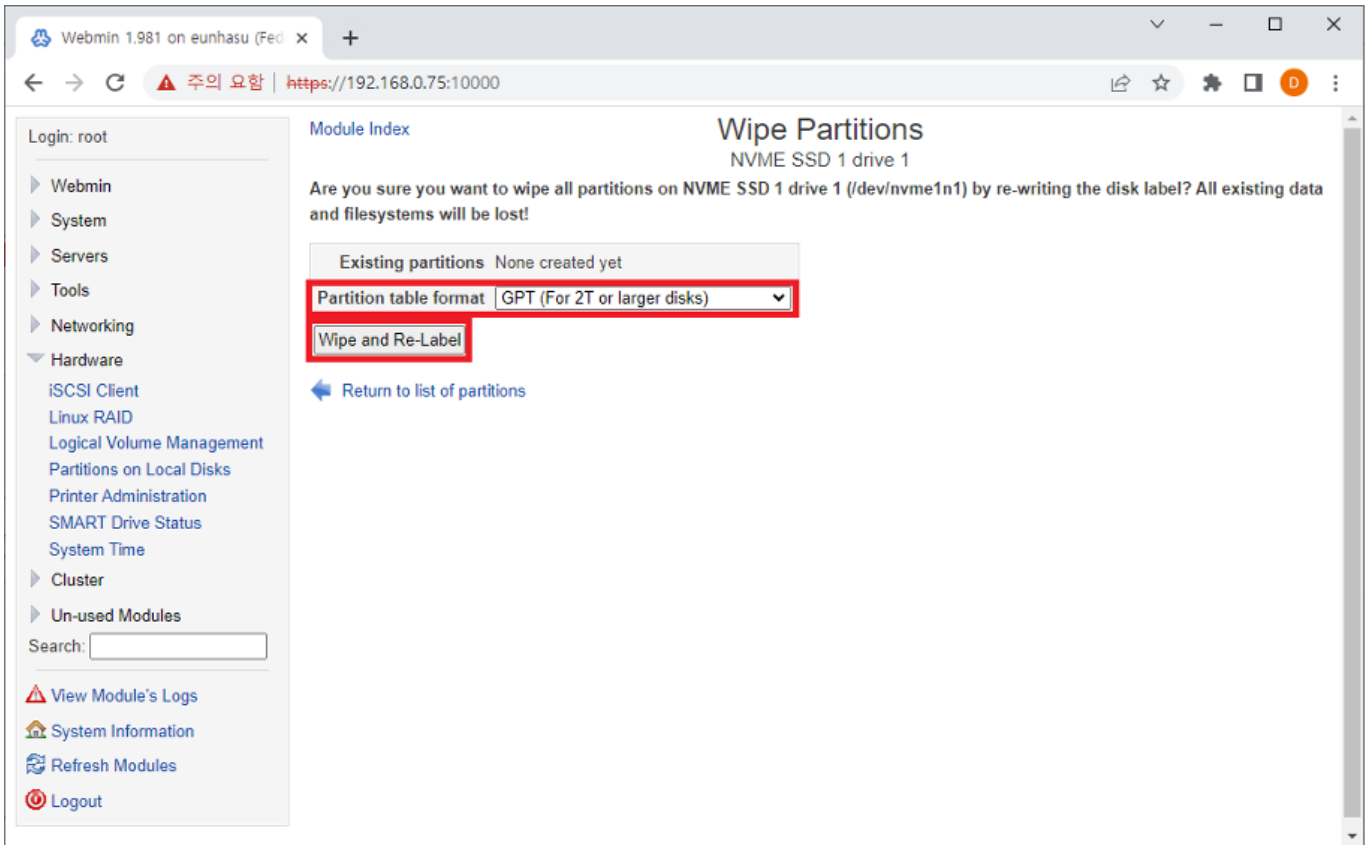 Webmin 1.981 on eunhasu (Fed
주의 요함 | https://192.168.0.75:10000
D
Login: root
Webmin
System
Servers
Tools
Networking
Hardware
iSCSI Client
Linux RAID
Logical Volume Management
Partitions on Local Disks
Printer Administration
SMART Drive Status
System Time
Cluster
Un-used Modules
Search:
View Module's Logs
System Information
Refresh Modules
Logout
Module Index
Wipe Partitions
NVME SSD 1 drive 1
Are you sure you want to wipe all partitions on NVME SSD 1 drive 1 (/dev/nvme1n1) by re-writing the disk label? All existing data
and filesystems will be lost!
Existing partitions None created yet
Partition table format GPT (For 2T or larger disks)
Wipe and Re-Label
Return to list of partitions